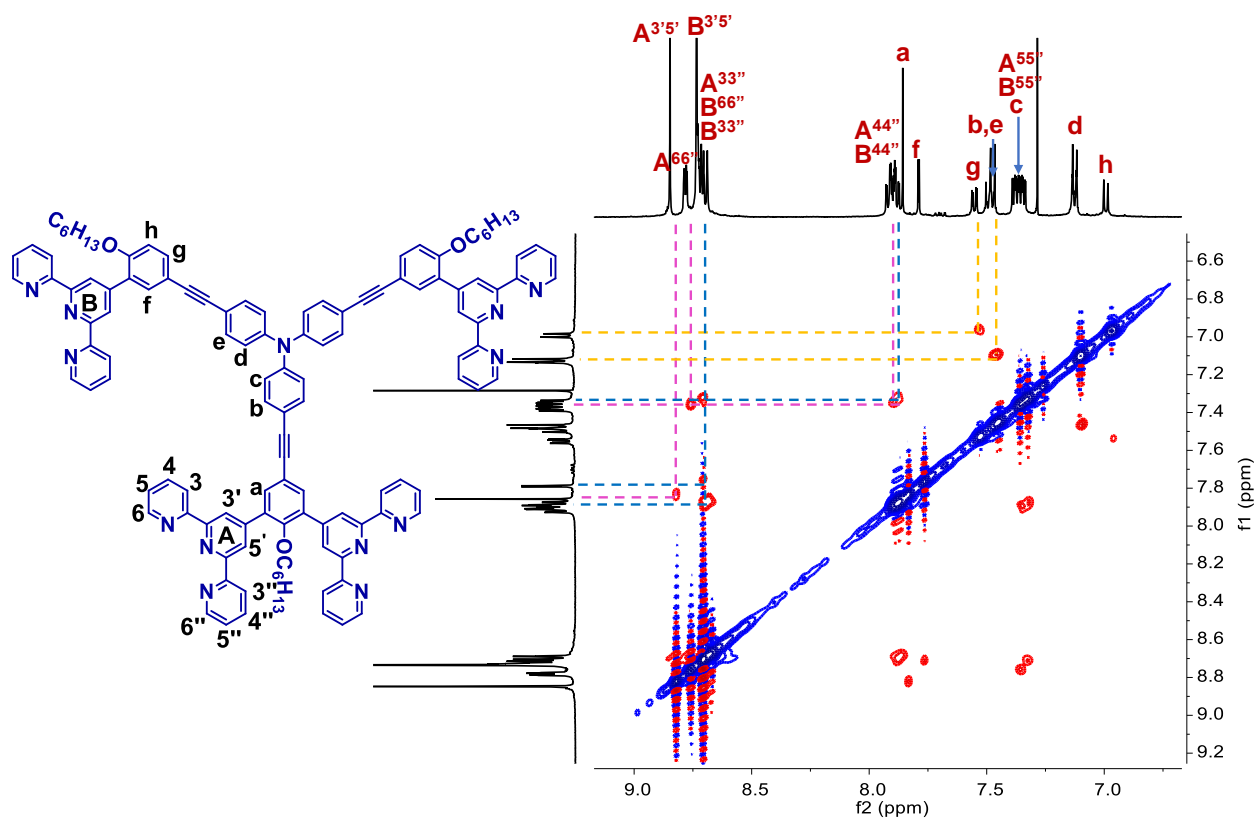 A3'5'
B3'5'
A33''
B66''
B33''
A66''
A44''
B44''
a
f
g
b,e
A55'
B55''
c
d
h
C6H13
O
h
g
f
N
N
N
B
e
d
N
c
b
OC6H13
N
N
N
a
4
5
3
6
3'
N
N
A
5'
N
OC6H13
3''
4''
5''
6''
N
N
N
6.6
6.8
7.0
7.2
7.4
7.6
7.8
8.0
8.2
8.4
8.6
8.8
9.0
9.2
f1 (ppm)
9.0
8.5
8.0
7.5
7.0
f2 (ppm)